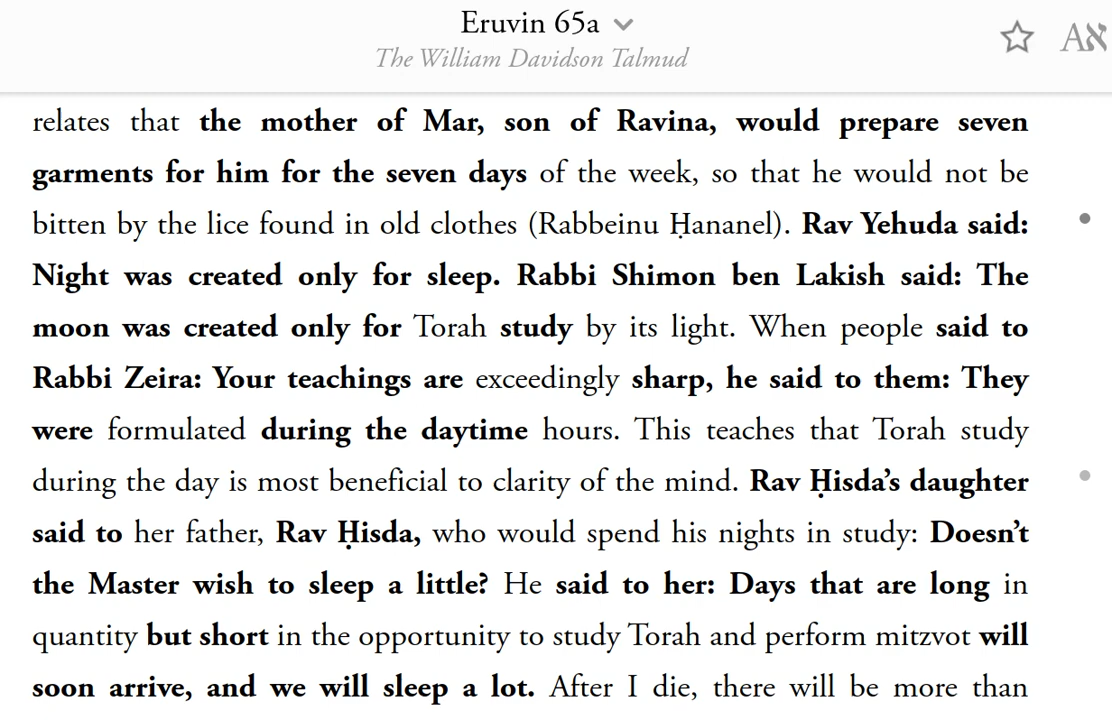 Eruvin 65a
The William Davidson Talmud
Aא
relates that the mother of Mar, son of Ravina, would prepare seven
garments for him for the seven days of the week, so that he would not be
bitten by the lice found in old clothes (Rabbeinu Ḥananel). Rav Yehuda said:
Night was created only for sleep. Rabbi Shimon ben Lakish said: The
moon was created only for Torah study by its light. When people said to
Rabbi Zeira: Your teachings are exceedingly sharp, he said to them: They
were formulated during the daytime hours. This teaches that Torah study
during the day is most beneficial to clarity of the mind. Rav Ḥisda’s daughter
said to her father, Rav Ḥisda, who would spend his nights in study: Doesn’t
the Master wish to sleep a little? He said to her: Days that are long in
quantity but short in the opportunity to study Torah and perform mitzvot will
soon arrive, and we will sleep a lot. After I die, there will be more than